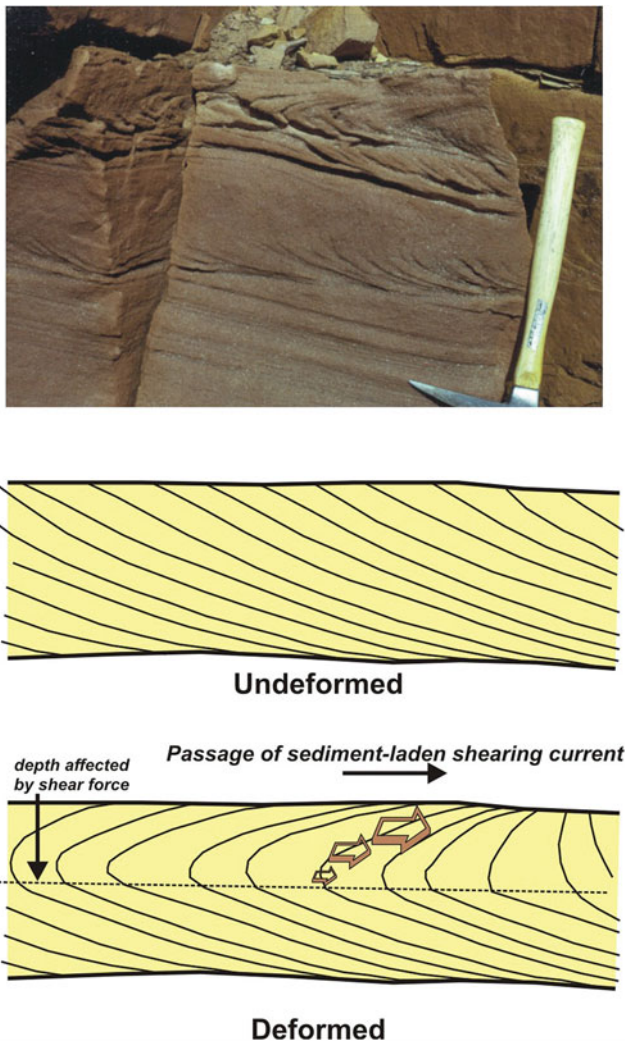 Undeformed
depth affected
by shear force
Passage of sediment-laden shearing current
Deformed